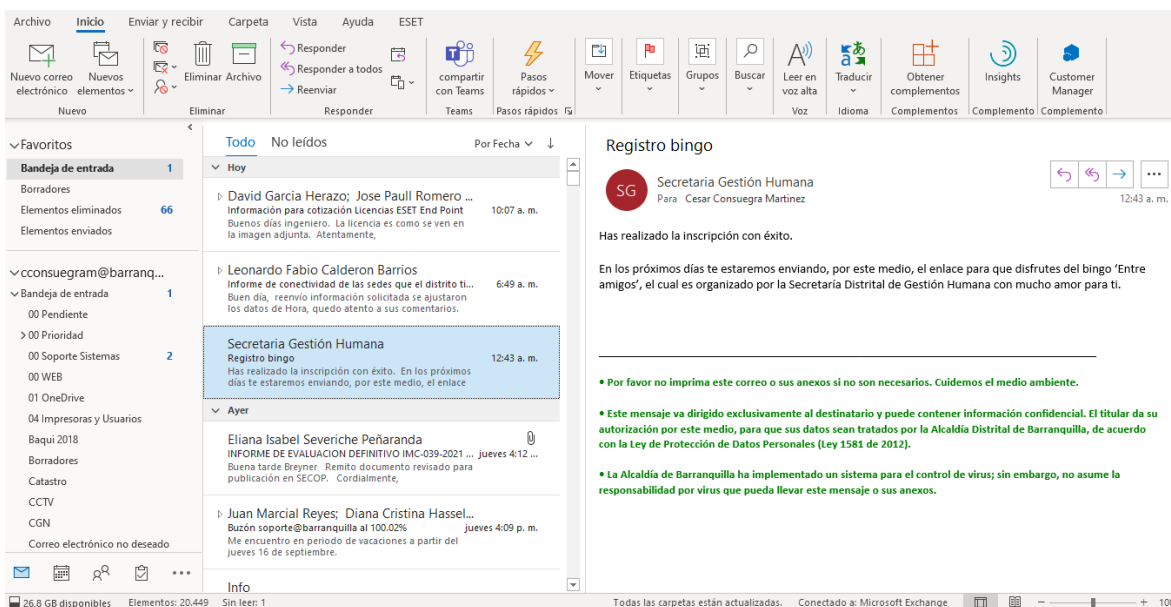 Archivo Inicio Enviar y recibir Carpeta Vista Ayuda ESET
Nuevo correo electrónico
Nuevos elementos
Eliminar Archivo
Responder
Responder a todos
Reenviar
compartir con Teams
Pasos rápidos
Mover Etiquetas Grupos Buscar
Leer en voz alta
Traducir
Obtener complementos
Insights
Customer Manager
Nuevo Eliminar Responder Teams Pasos rápidos Voz Idioma Complementos Complemento Complemento
Favoritos
Bandeja de entrada 1
Borradores
Elementos eliminados 66
Elementos enviados
cconsuegram@barranq...
Bandeja de entrada 1
00 Pendiente
00 Prioridad
00 Soporte Sistemas 2
00 WEB
01 OneDrive
04 Impresoras y Usuarios
Baqui 2018
Borradores
Catastro
CCTV
CGN
Correo electrónico no deseado
Todo No leídos Por Fecha
Hoy
David Garcia Herazo; Jose Paull Romero ...
Información para cotización Licencias ESET End Point 10:07 a. m.
Buenos días ingeniero. La licencia es como se ven en
la imagen adjunta. Atentamente,
Leonardo Fabio Calderon Barrios
Informe de conectividad de las sedes que el distrito ti... 6:49 a. m.
Buen día, reenvío información solicitada se ajustaron
los datos de Hora, quedo atento a sus comentarios.
Secretaria Gestión Humana
Registro bingo 12:43 a. m.
Has realizado la inscripción con éxito. En los próximos
días te estaremos enviando, por este medio, el enlace
Ayer
Eliana Isabel Severiche Peñaranda
INFORME DE EVALUACION DEFINITIVO IMC-039-2021 ... jueves 4:12 ...
Buena tarde Breyner Remito documento revisado para
publicación en SECOP. Cordialmente,
Juan Marcial Reyes; Diana Cristina Hassel...
Buzón soporte@barranquilla al 100.02% jueves 4:09 p. m.
Me encuentro en periodo de vacaciones a partir del
jueves 16 de septiembre.
Info
Registro bingo
SG
Secretaria Gestión Humana
Para Cesar Consuegra Martinez
12:43 a. m.
Has realizado la inscripción con éxito.
En los próximos días te estaremos enviando, por este medio, el enlace para que disfrutes del bingo ‘Entre
amigos’, el cual es organizado por la Secretaría Distrital de Gestión Humana con mucho amor para ti.
• Por favor no imprima este correo o sus anexos si no son necesarios. Cuidemos el medio ambiente.
• Este mensaje va dirigido exclusivamente al destinatario y puede contener información confidencial. El titular da su
autorización por este medio, para que sus datos sean tratados por la Alcaldía Distrital de Barranquilla, de acuerdo
con la Ley de Protección de Datos Personales (Ley 1581 de 2012).
• La Alcaldía de Barranquilla ha implementado un sistema para el control de virus; sin embargo, no asume la
responsabilidad por virus que pueda llevar este mensaje o sus anexos.
26.8 GB disponibles Elementos: 20.449 Sin leer: 1 Todas las carpetas están actualizadas. Conectado a: Microsoft Exchange